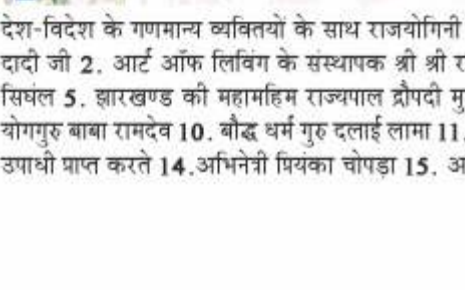 देश-विदेश के गणमान्य व्यक्तियों के साथ राजयोगिनी
दादी जी 2. आर्ट ऑफ लिविंग के संस्थापक श्री श्री र
सिघंल 5. झारखण्ड की महामहिम राज्यपाल द्रौपदी मु
योगगुरु बाबा रामदेव 10. बौद्ध धर्म गुरु दलाई लामा 11.
उपाधी प्राप्त करते 14.अभिनेत्री प्रियंका चोपड़ा 15. अ